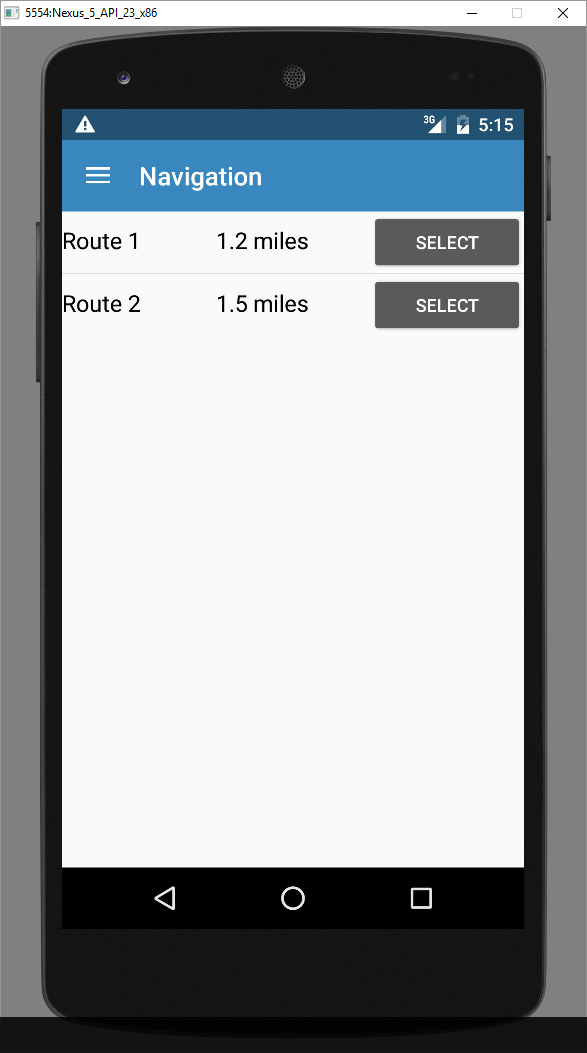 5554:Nexus_5_API_23_x86
3G 5:15
Navigation
Route 1 1.2 miles SELECT
Route 2 1.5 miles SELECT